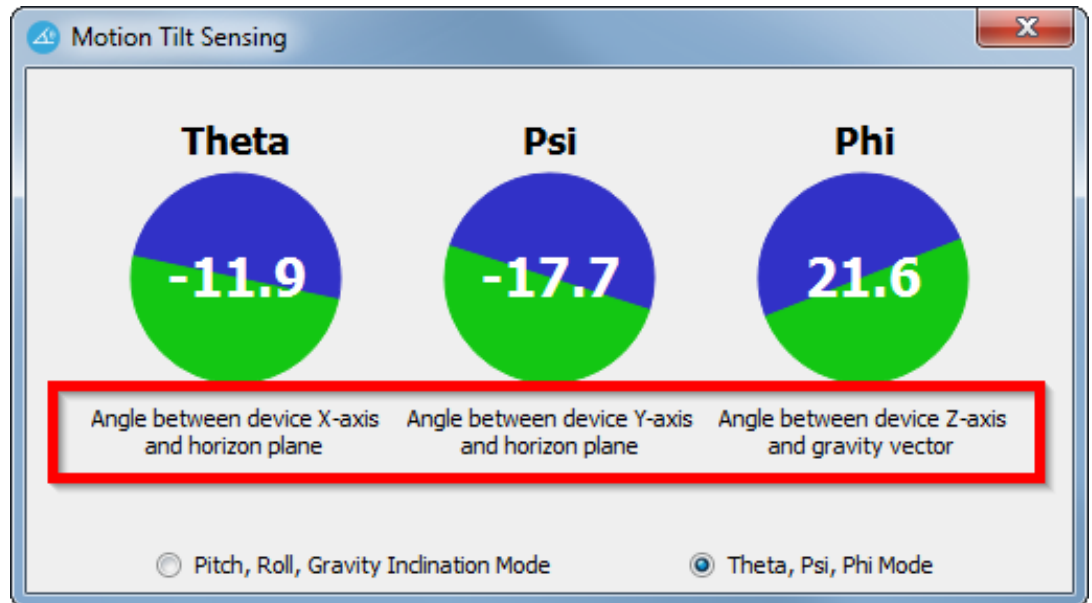 Motion Tilt Sensing
Theta
Psi
Phi
-11.9
-17.7
21.6
Angle between device X-axis
and horizon plane
Angle between device Y-axis
and horizon plane
Angle between device Z-axis
and gravity vector
Pitch, Roll, Gravity Inclination Mode
Theta, Psi, Phi Mode